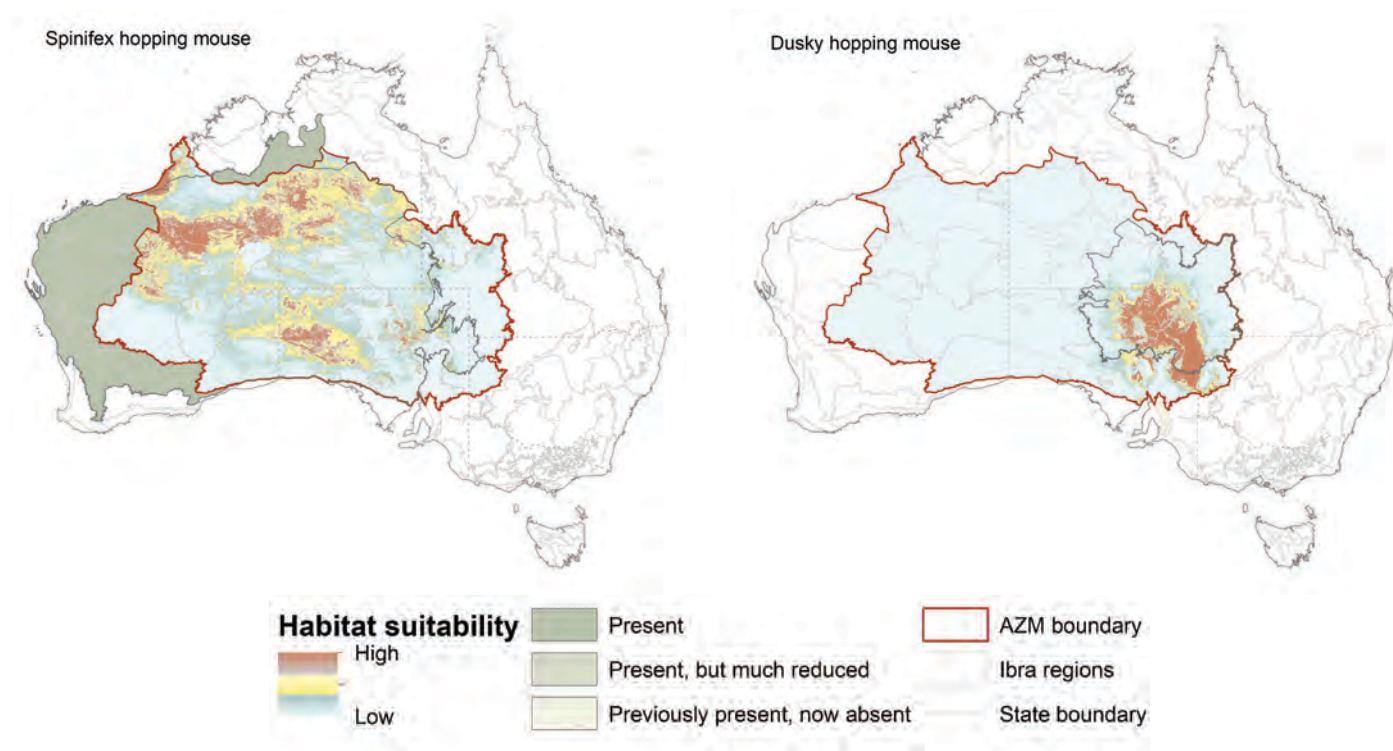 Spinifex hopping mouse
Dusky hopping mouse
Habitat suitability
High
Low
Present
Present, but much reduced
Previously present, now absent
AZM boundary
Ibra regions
State boundary